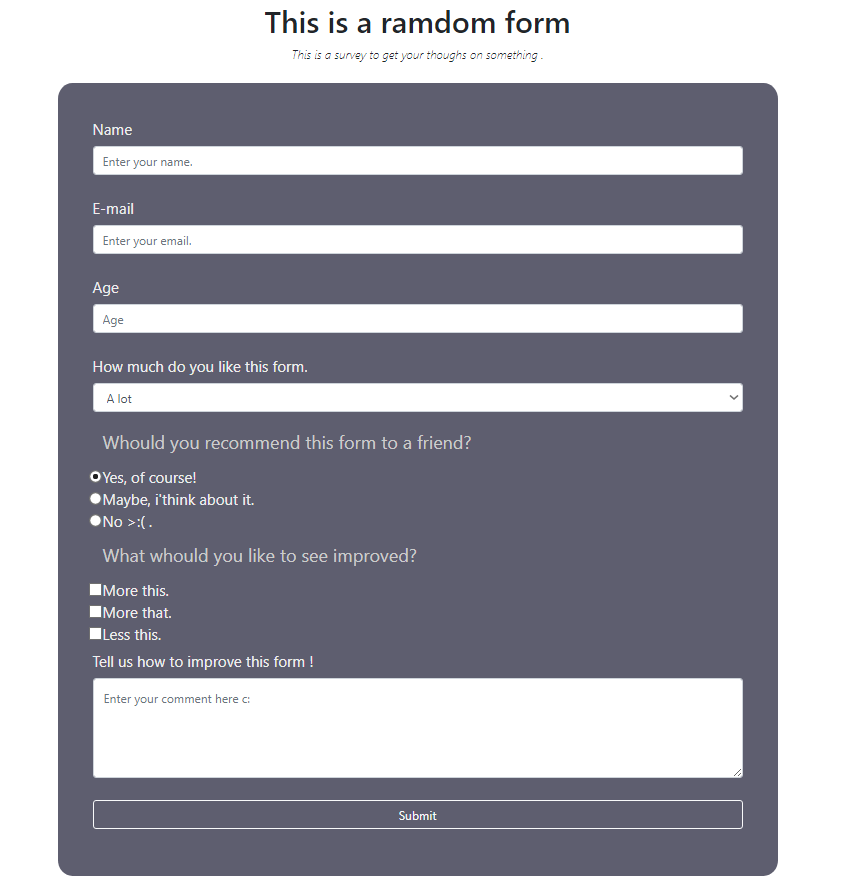 This is a ramdom form
This is a survey to get your thoughs on something .
Name
Enter your name.
E-mail
Enter your email.
Age
Age
How much do you like this form.
A lot
Whould you recommend this form to a friend?
Yes, of course!
Maybe, i'think about it.
No >:( .
What whould you like to see improved?
More this.
More that.
Less this.
Tell us how to improve this form !
Enter your comment here c:
Submit